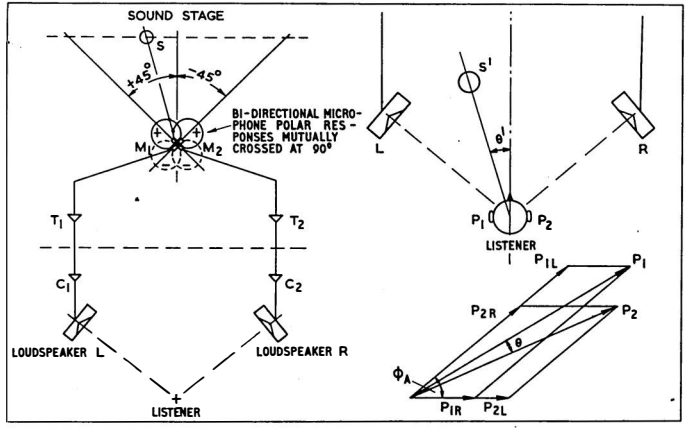 SOUND STAGE
S
+45°
-45°
BI-DIRECTIONAL MICRO-
PHONE POLAR RES-
PONSES MUTUALLY
CROSSED AT 90°
+
+
M1
M2
T1
T2
C1
C2
LOUDSPEAKER L
LOUDSPEAKER R
+
LISTENER
S'
θ'
L
R
P1
P2
LISTENER
P1L
P1
P2R
P2
θ
ΦA
P1R
P2L